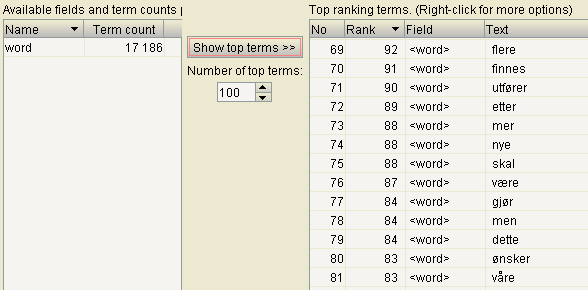 Available fields and term counts
Name Term count
word 17 186
Show top terms >>
Number of top terms:
100
Top ranking terms. (Right-click for more options)
No Rank Field Text
69 92 <word> flere
70 91 <word> finnes
71 90 <word> utfører
72 89 <word> etter
73 88 <word> mer
74 88 <word> nye
75 88 <word> skal
76 87 <word> være
77 84 <word> gjør
78 84 <word> men
79 84 <word> dette
80 83 <word> ønsker
81 83 <word> våre